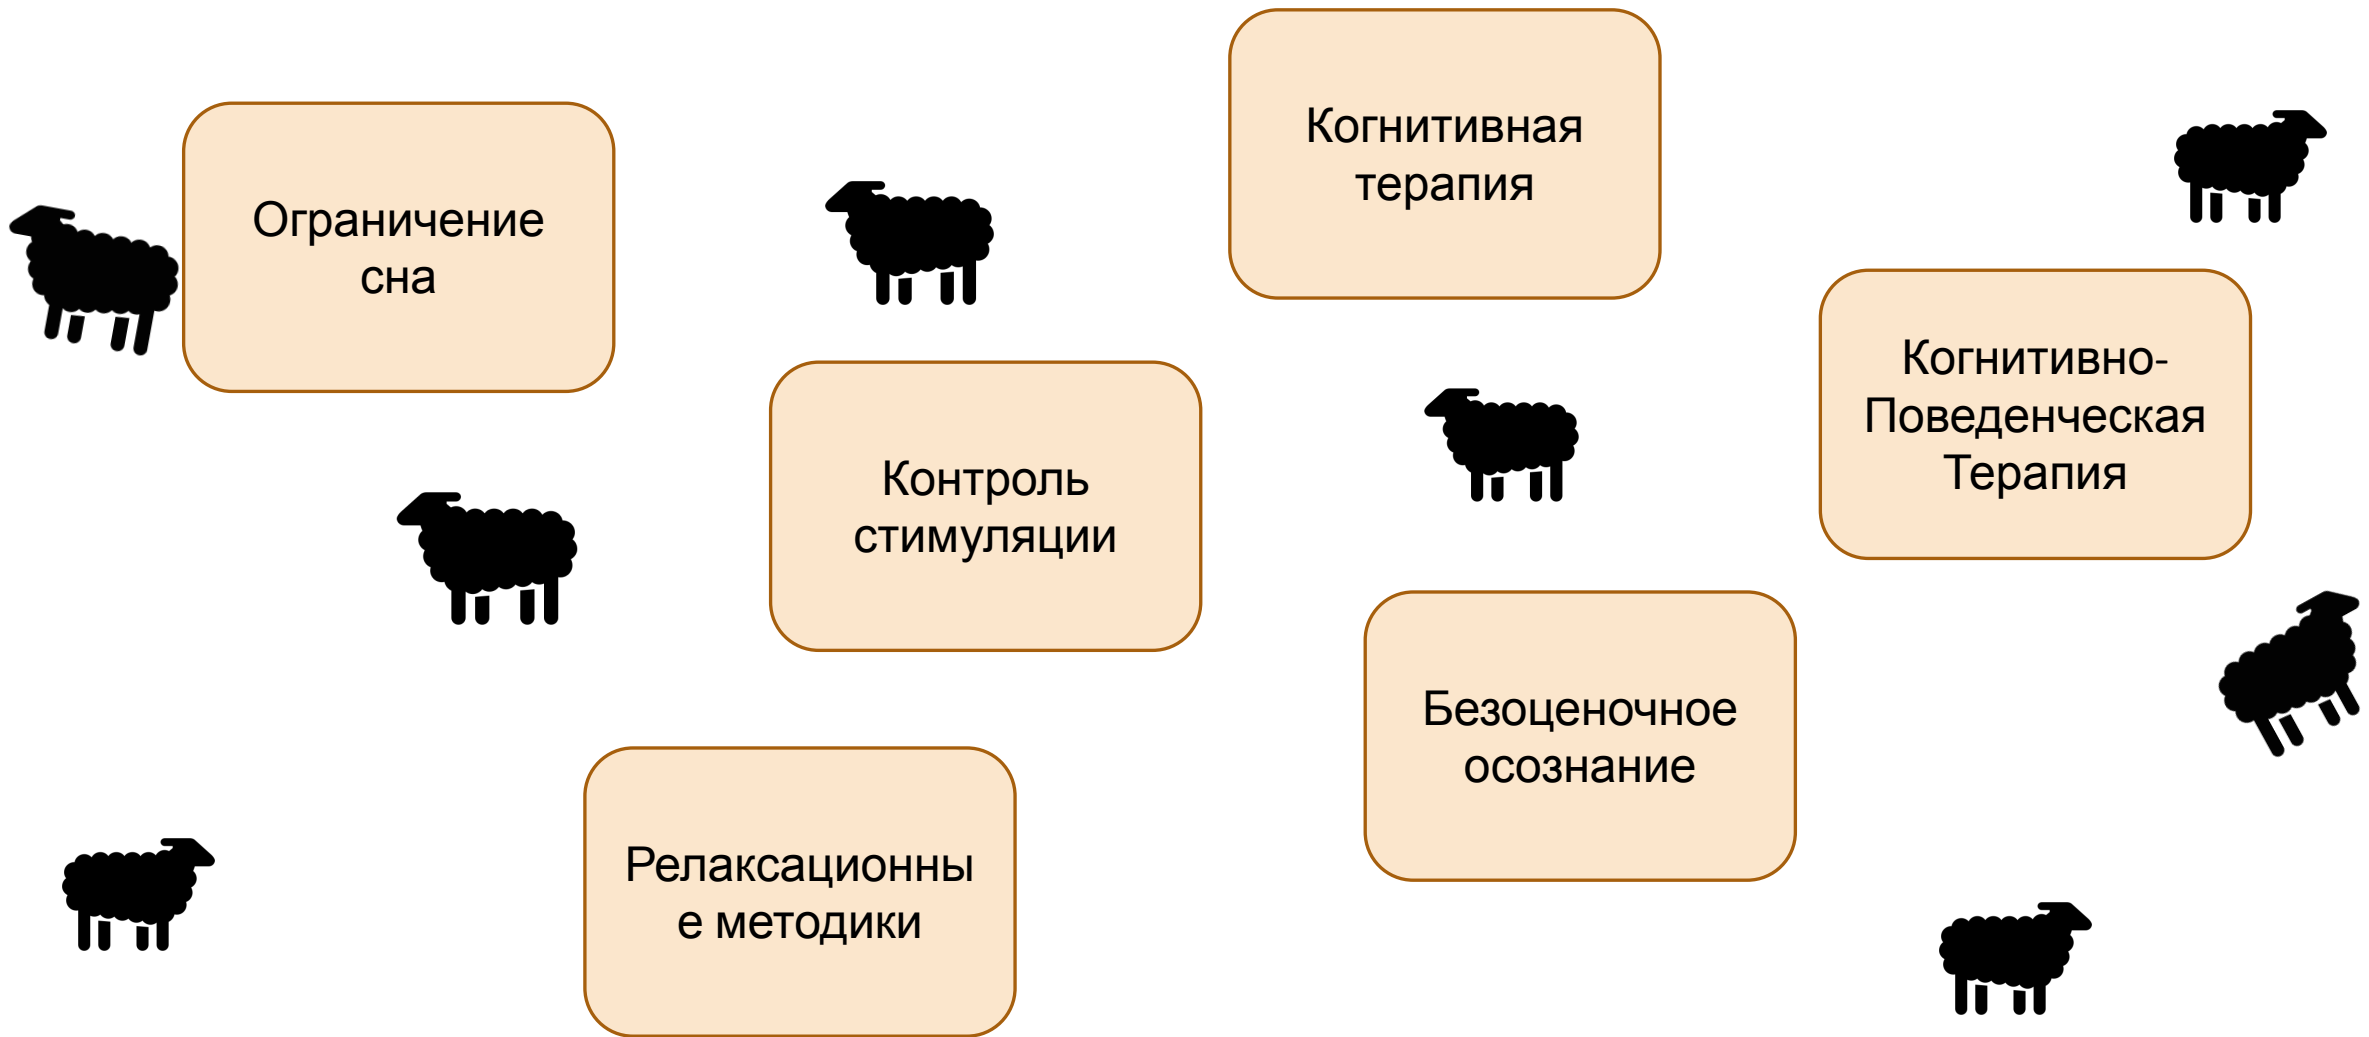 Ограничение
сна
Когнитивная
терапия
Контроль
стимуляции
Когнитивно-
Поведенческая
Терапия
Безоценочное
осознание
Релаксационны
е методики